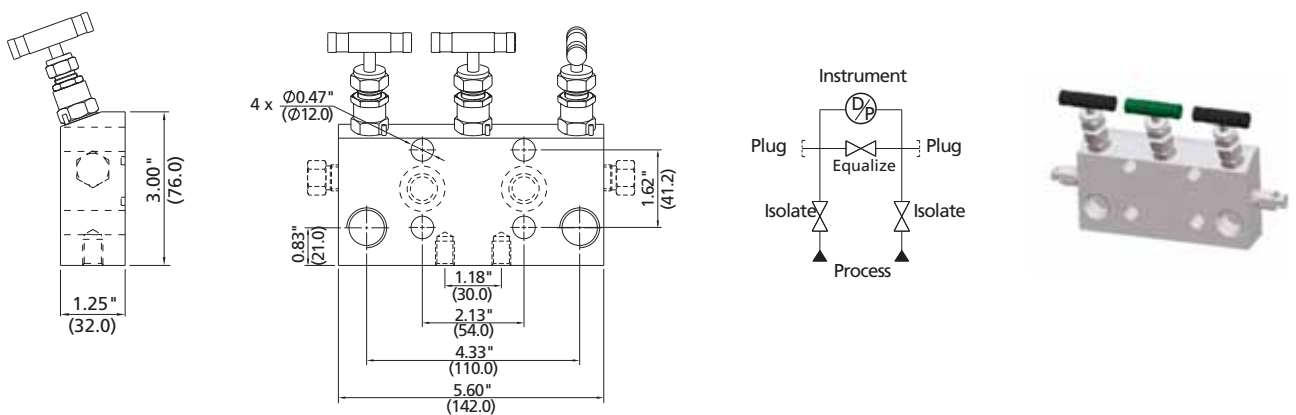 3.00"
(76.0)
1.25"
(32.0)
4 x Ø0.47"
(Ø12.0)
1.62"
(41.2)
0.83"
(21.0)
1.18"
(30.0)
2.13"
(54.0)
4.33"
(110.0)
5.60"
(142.0)
Instrument
D/P
Plug
Plug
Equalize
Isolate
Isolate
Process